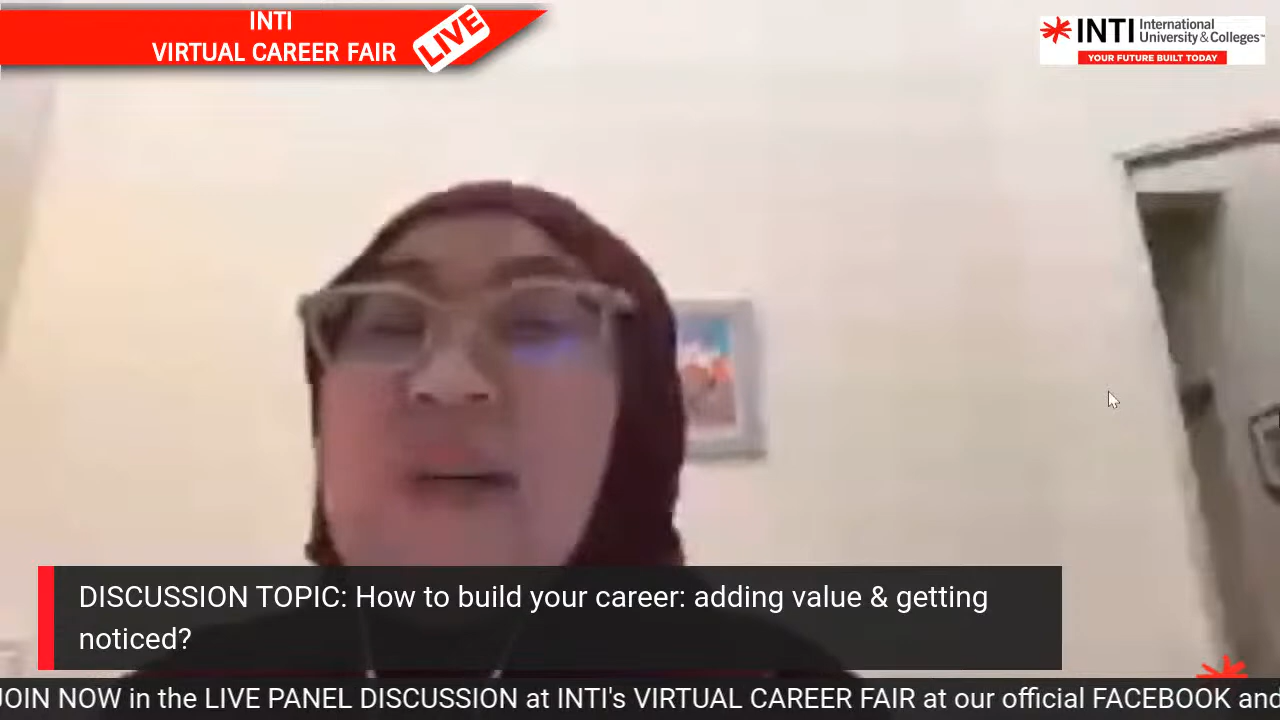 INTI
VIRTUAL CAREER FAIR
LIVE
INTI International
University & Colleges™
YOUR FUTURE BUILT TODAY
DISCUSSION TOPIC: How to build your career: adding value & getting
noticed?
JOIN NOW in the LIVE PANEL DISCUSSION at INTI's VIRTUAL CAREER FAIR at our official FACEBOOK and